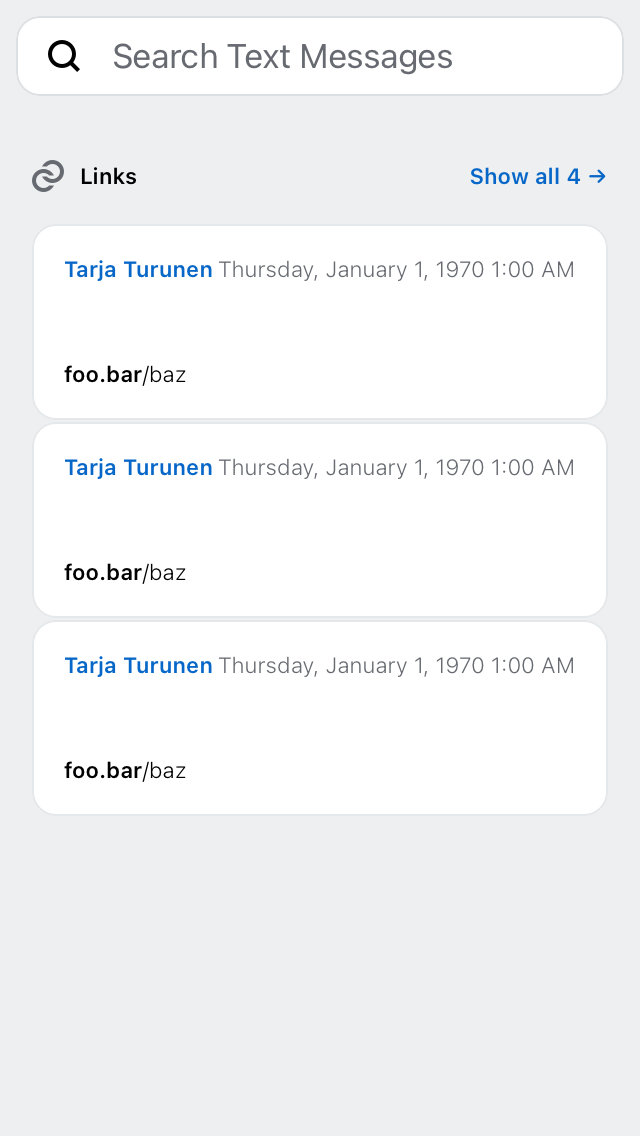 Search Text Messages
Links
Show all 4 →
Tarja Turunen Thursday, January 1, 1970 1:00 AM
foo.bar/baz
Tarja Turunen Thursday, January 1, 1970 1:00 AM
foo.bar/baz
Tarja Turunen Thursday, January 1, 1970 1:00 AM
foo.bar/baz